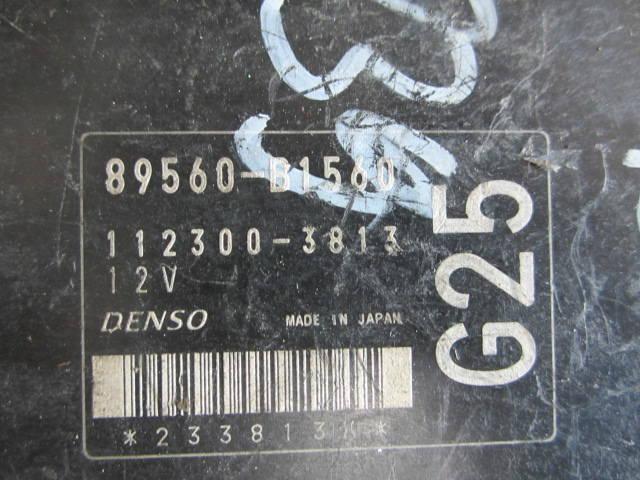 89560-B1560
112300-3813
12V
DENSO MADE IN JAPAN
G25